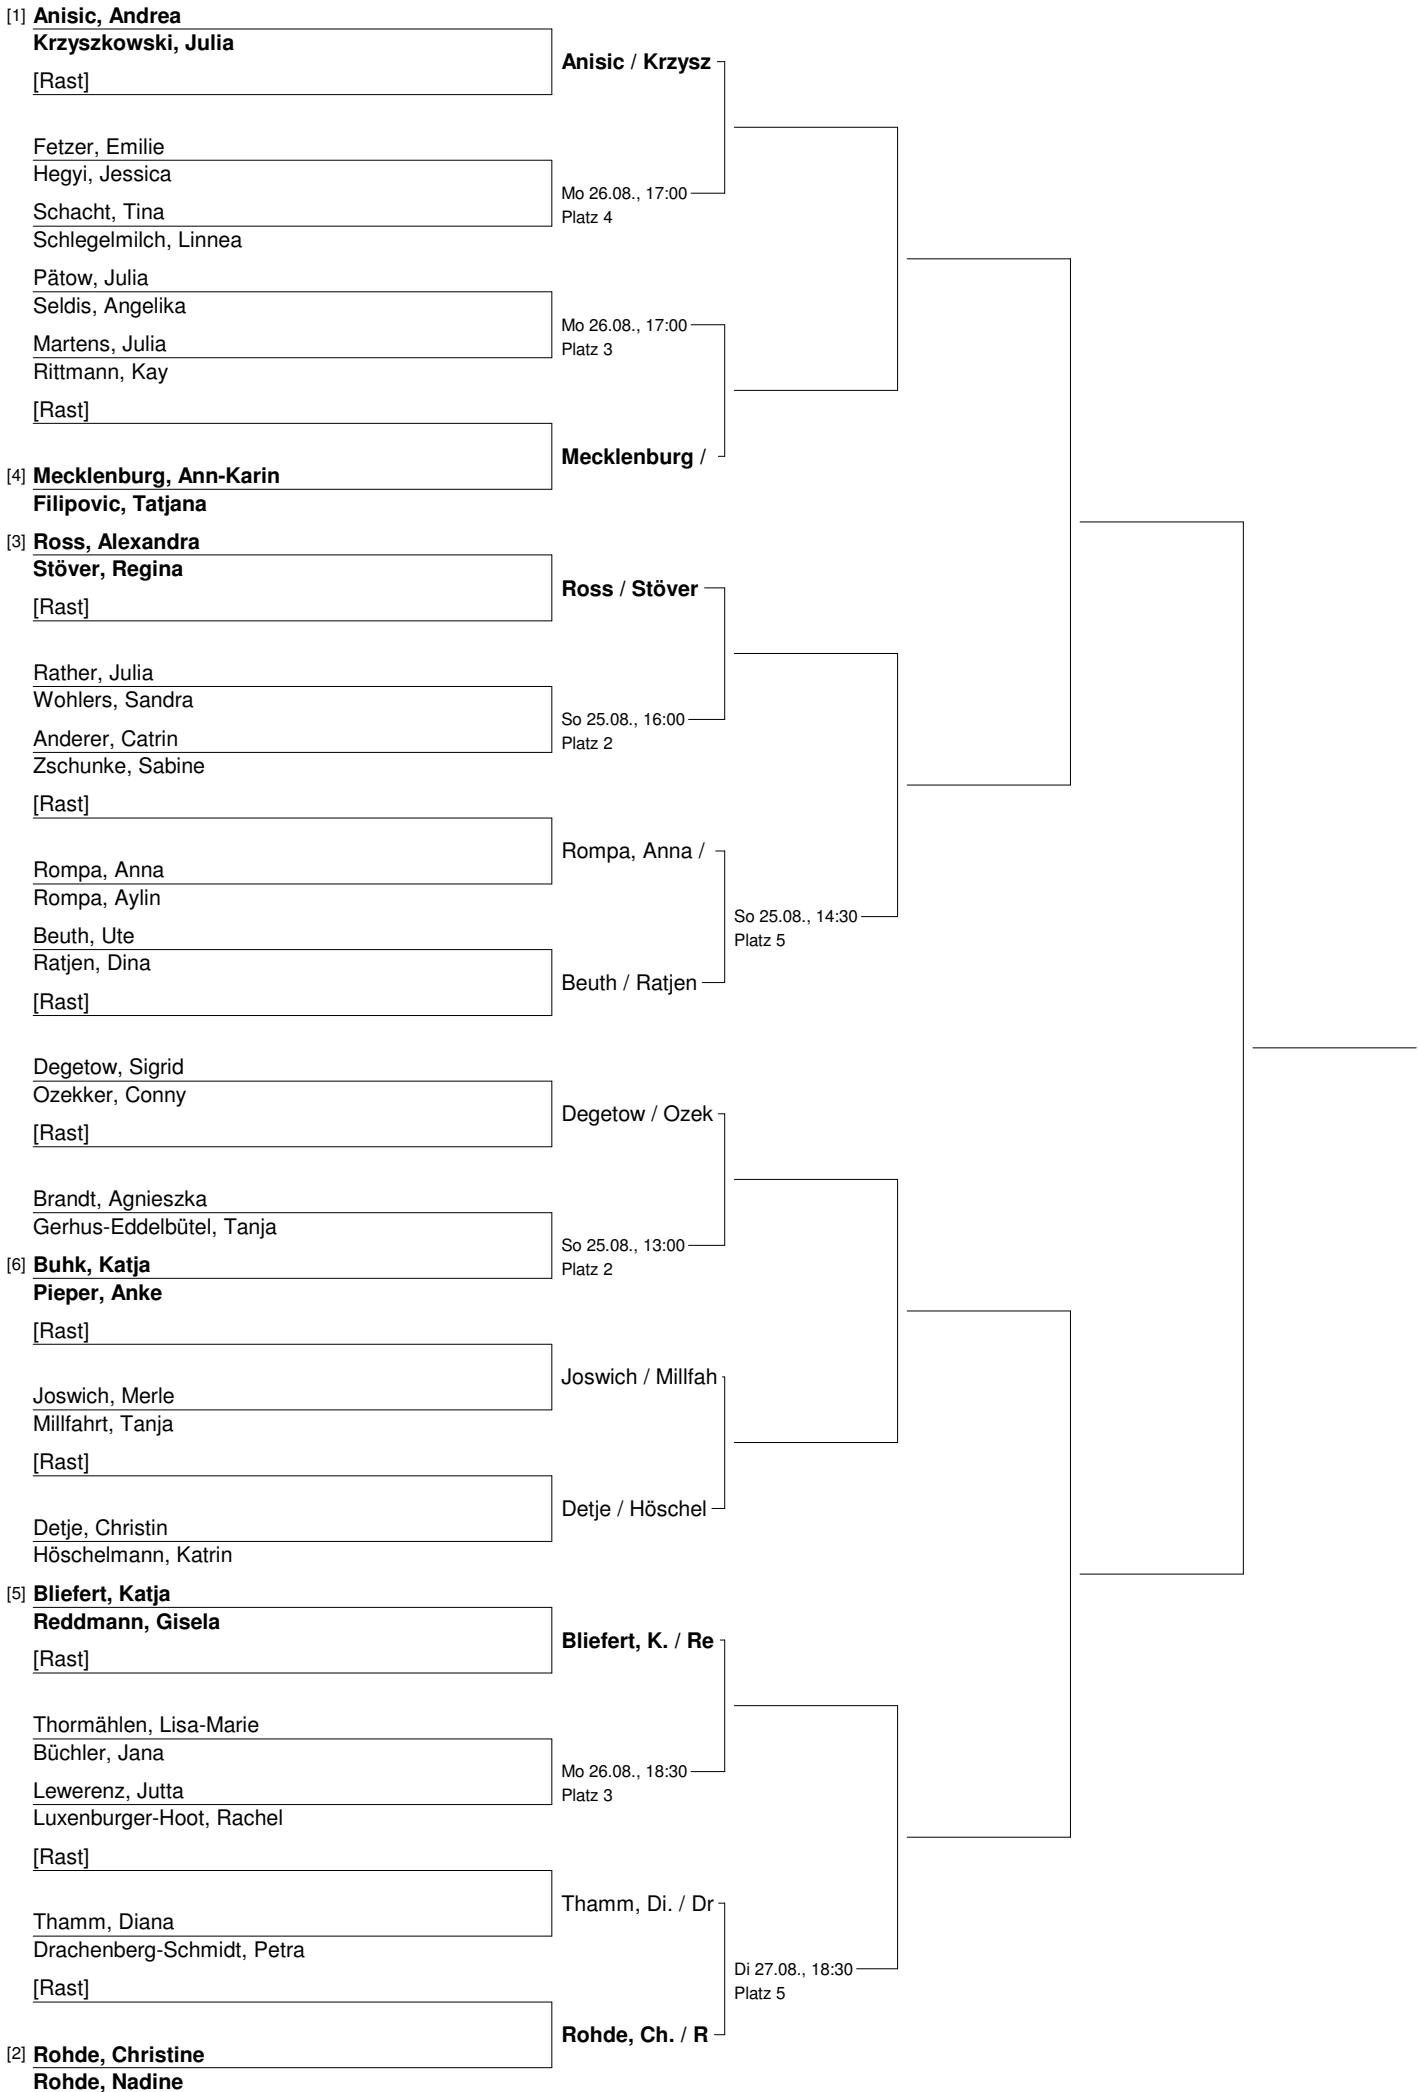 [1] Anisic, Andrea
Krzyszkowski, Julia
Anisic / Krzysz
[Rast]
Fetzer, Emilie
Hegyi, Jessica
Mo 26.08., 17:00
Schacht, Tina
Platz 4
Schlegelmilch, Linnea
Pätow, Julia
Seldis, Angelika
Mo 26.08., 17:00
Martens, Julia
Platz 3
Rittmann, Kay
[Rast]
Mecklenburg /
[4] Mecklenburg, Ann-Karin
Filipovic, Tatjana
[3] Ross, Alexandra
Stöver, Regina
Ross / Stöver
[Rast]
Rather, Julia
Wohlers, Sandra
So 25.08., 16:00
Anderer, Catrin
Platz 2
Zschunke, Sabine
[Rast]
Rompa, Anna /
Rompa, Anna
Rompa, Aylin
So 25.08., 14:30
Beuth, Ute
Platz 5
Ratjen, Dina
Beuth / Ratjen
[Rast]
Degetow, Sigrid
Ozekker, Conny
Degetow / Ozek
[Rast]
Brandt, Agnieszka
Gerhus-Eddelbütel, Tanja
So 25.08., 13:00
[6] Buhk, Katja
Platz 2
Pieper, Anke
[Rast]
Joswich / Millfah
Joswich, Merle
Millfahrt, Tanja
[Rast]
Detje / Höschel
Detje, Christin
Höschelmann, Katrin
[5] Bliefert, Katja
Reddmann, Gisela
Bliefert, K. / Re
[Rast]
Thormählen, Lisa-Marie
Büchler, Jana
Mo 26.08., 18:30
Lewerenz, Jutta
Platz 3
Luxenburger-Hoot, Rachel
[Rast]
Thamm, Di. / Dr
Thamm, Diana
Drachenberg-Schmidt, Petra
Di 27.08., 18:30
[Rast]
Platz 5
Rohde, Ch. / R
[2] Rohde, Christine
Rohde, Nadine